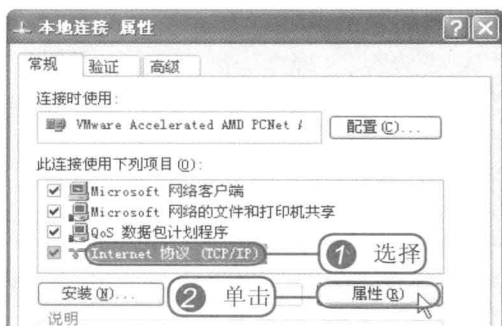 本地连接 属性
常规 验证 高级
连接时使用:
VMware Accelerated AMD PCNet
配置(C)...
此连接使用下列项目(O):
Microsoft 网络客户端
Microsoft 网络的文件和打印机共享
QoS 数据包计划程序
Internet 协议 (TCP/IP)
1 选择
安装(N)...
2 单击
属性(R)
说明